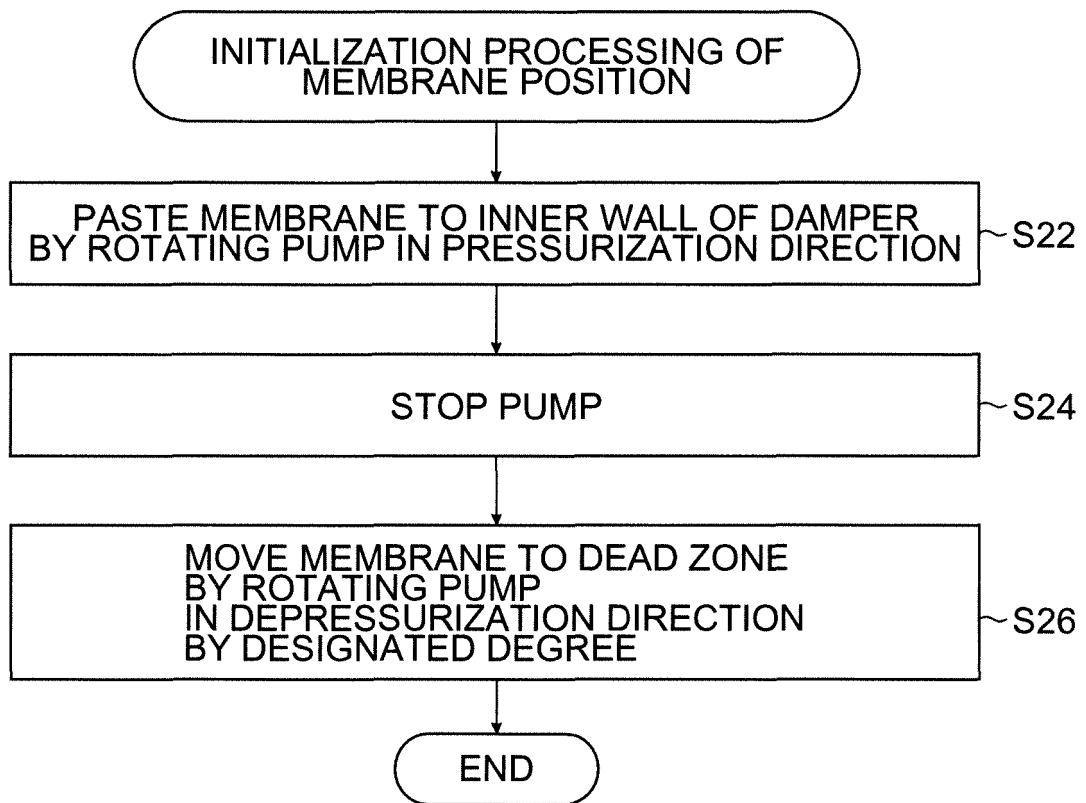 INITIALIZATION PROCESSING OF
MEMBRANE POSITION
PASTE MEMBRANE TO INNER WALL OF DAMPER
BY ROTATING PUMP IN PRESSURIZATION DIRECTION
S22
STOP PUMP
S24
MOVE MEMBRANE TO DEAD ZONE
BY ROTATING PUMP
IN DEPRESSURIZATION DIRECTION
BY DESIGNATED DEGREE
S26
END